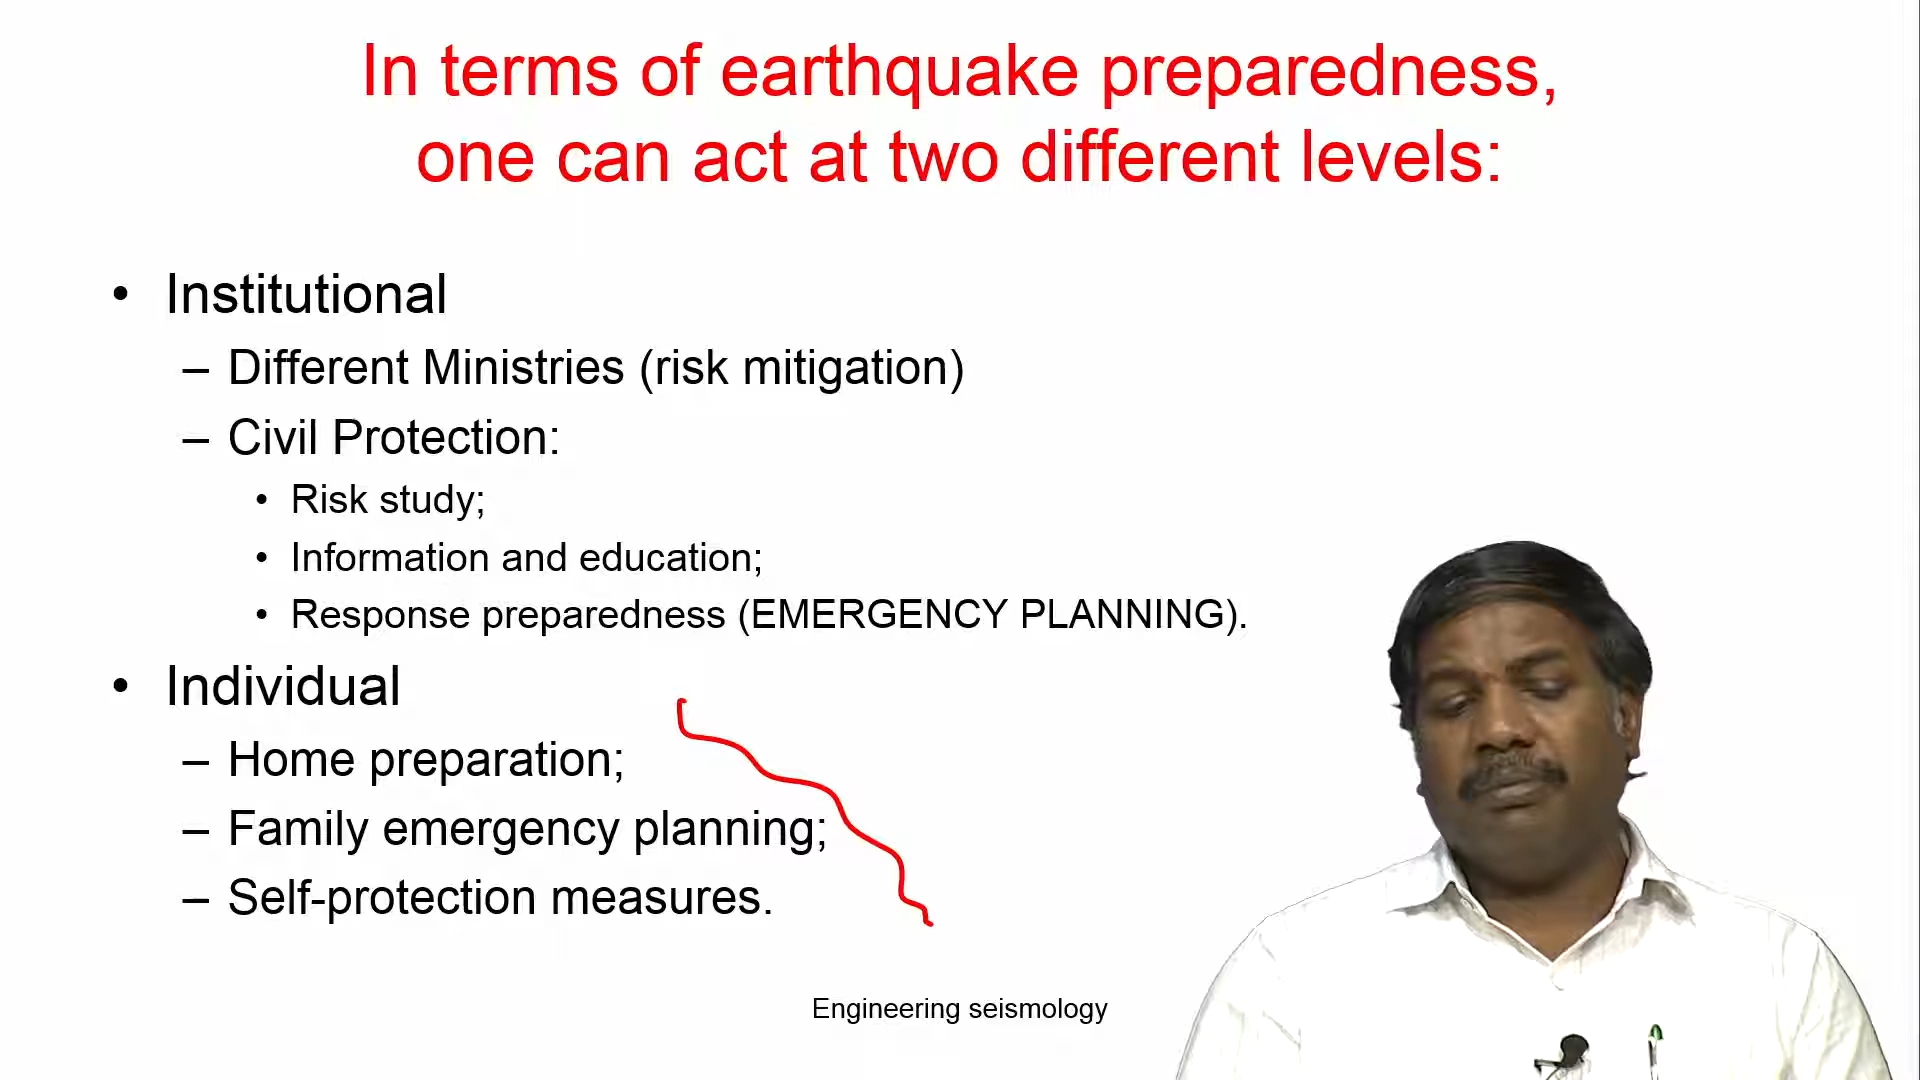 In terms of earthquake preparedness,
one can act at two different levels:
• Institutional
– Different Ministries (risk mitigation)
– Civil Protection:
• Risk study;
• Information and education;
• Response preparedness (EMERGENCY PLANNING).
• Individual
– Home preparation;
– Family emergency planning;
– Self-protection measures.
Engineering seismology